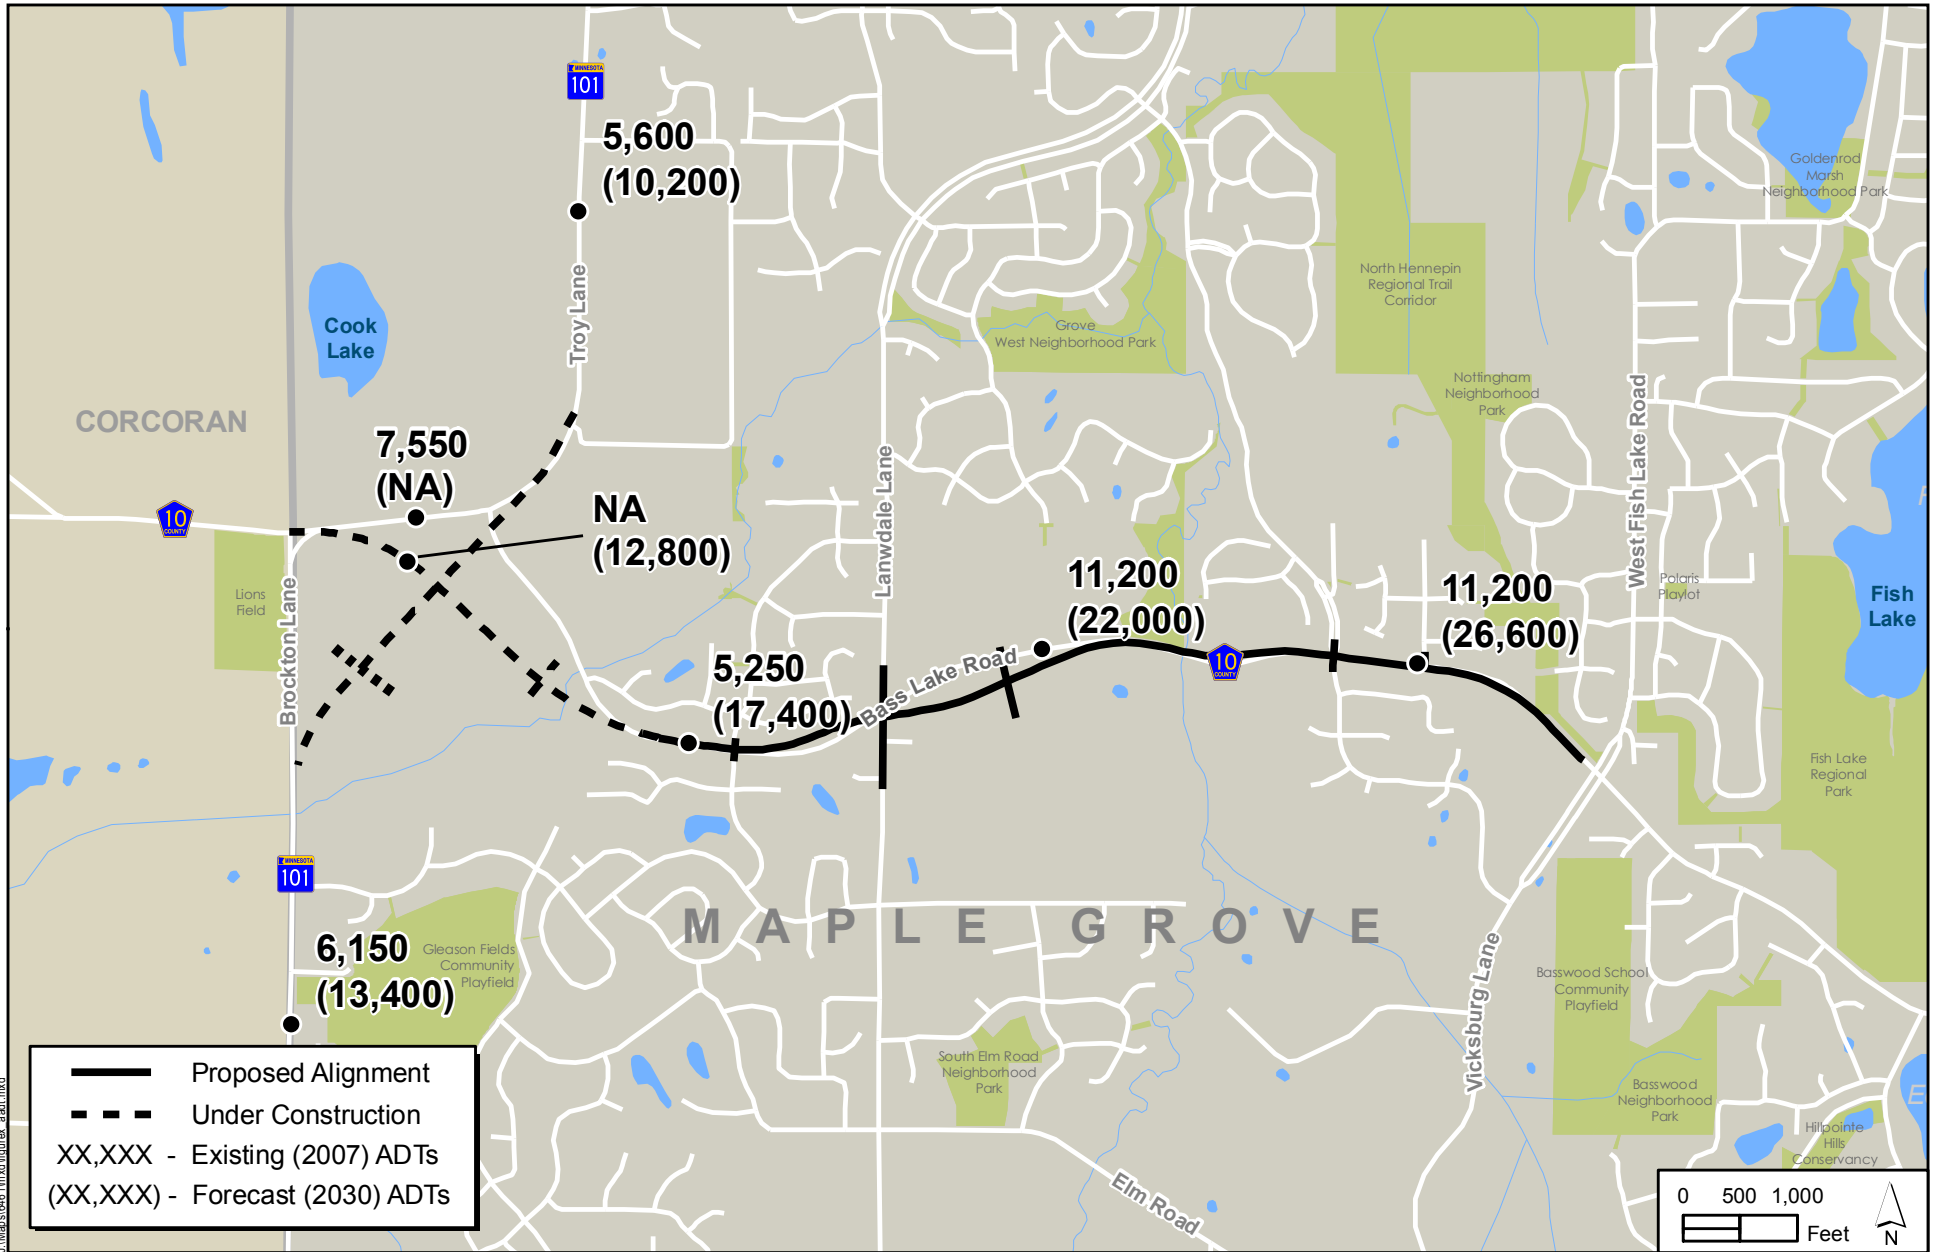 MINNESOTA
101
5,600
(10,200)
Troy Lane
Goldenrod
Marsh
Neighborhood Park
North Hennepin
Regional Trail
Corridor
Cook
Lake
Grove
West Neighborhood Park
Nottingham
Neighborhood
Park
West Fish Lake Road
CORCORAN
7,550
(NA)
10
COUNTY
NA
(12,800)
Lanwdale Lane
Lions
Field
Brockton Lane
11,200
(22,000)
11,200
(26,600)
Polaris
Playlot
Fish
Lake
5,250
(17,400)
Bass Lake Road
10
COUNTY
Fish Lake
Regional
Park
MINNESOTA
101
MAPLE GROVE
6,150
(13,400)
Gleason Fields
Community
Playfield
Vicksburg Lane
Basswood School
Community
Playfield
South Elm Road
Neighborhood
Park
Basswood
Neighborhood
Park
Hillpointe
Hills
Conservancy
Elm Road
Proposed Alignment
Under Construction
XX,XXX - Existing (2007) ADTs
(XX,XXX) - Forecast (2030) ADTs
0 500 1,000
Feet
N